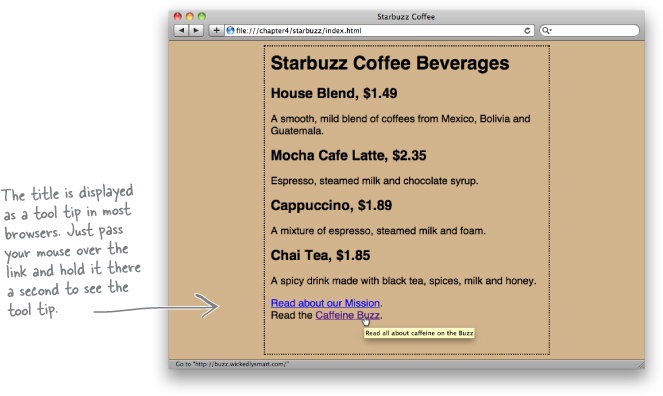 Starbuzz Coffee
file:///chapter4/starbuzz/index.html
Starbuzz Coffee Beverages
House Blend, $1.49
A smooth, mild blend of coffees from Mexico, Bolivia and
Guatemala.
Mocha Cafe Latte, $2.35
Espresso, steamed milk and chocolate syrup.
Cappuccino, $1.89
A mixture of espresso, steamed milk and foam.
Chai Tea, $1.85
A spicy drink made with black tea, spices, milk and honey.
Read about our Mission.
Read the Caffeine Buzz.
Read all about caffeine on the Buzz
Go to "http://buzz.wickedlysmart.com/"
The title is displayed
as a tool tip in most
browsers. Just pass
your mouse over the
link and hold it there
a second to see the
tool tip.